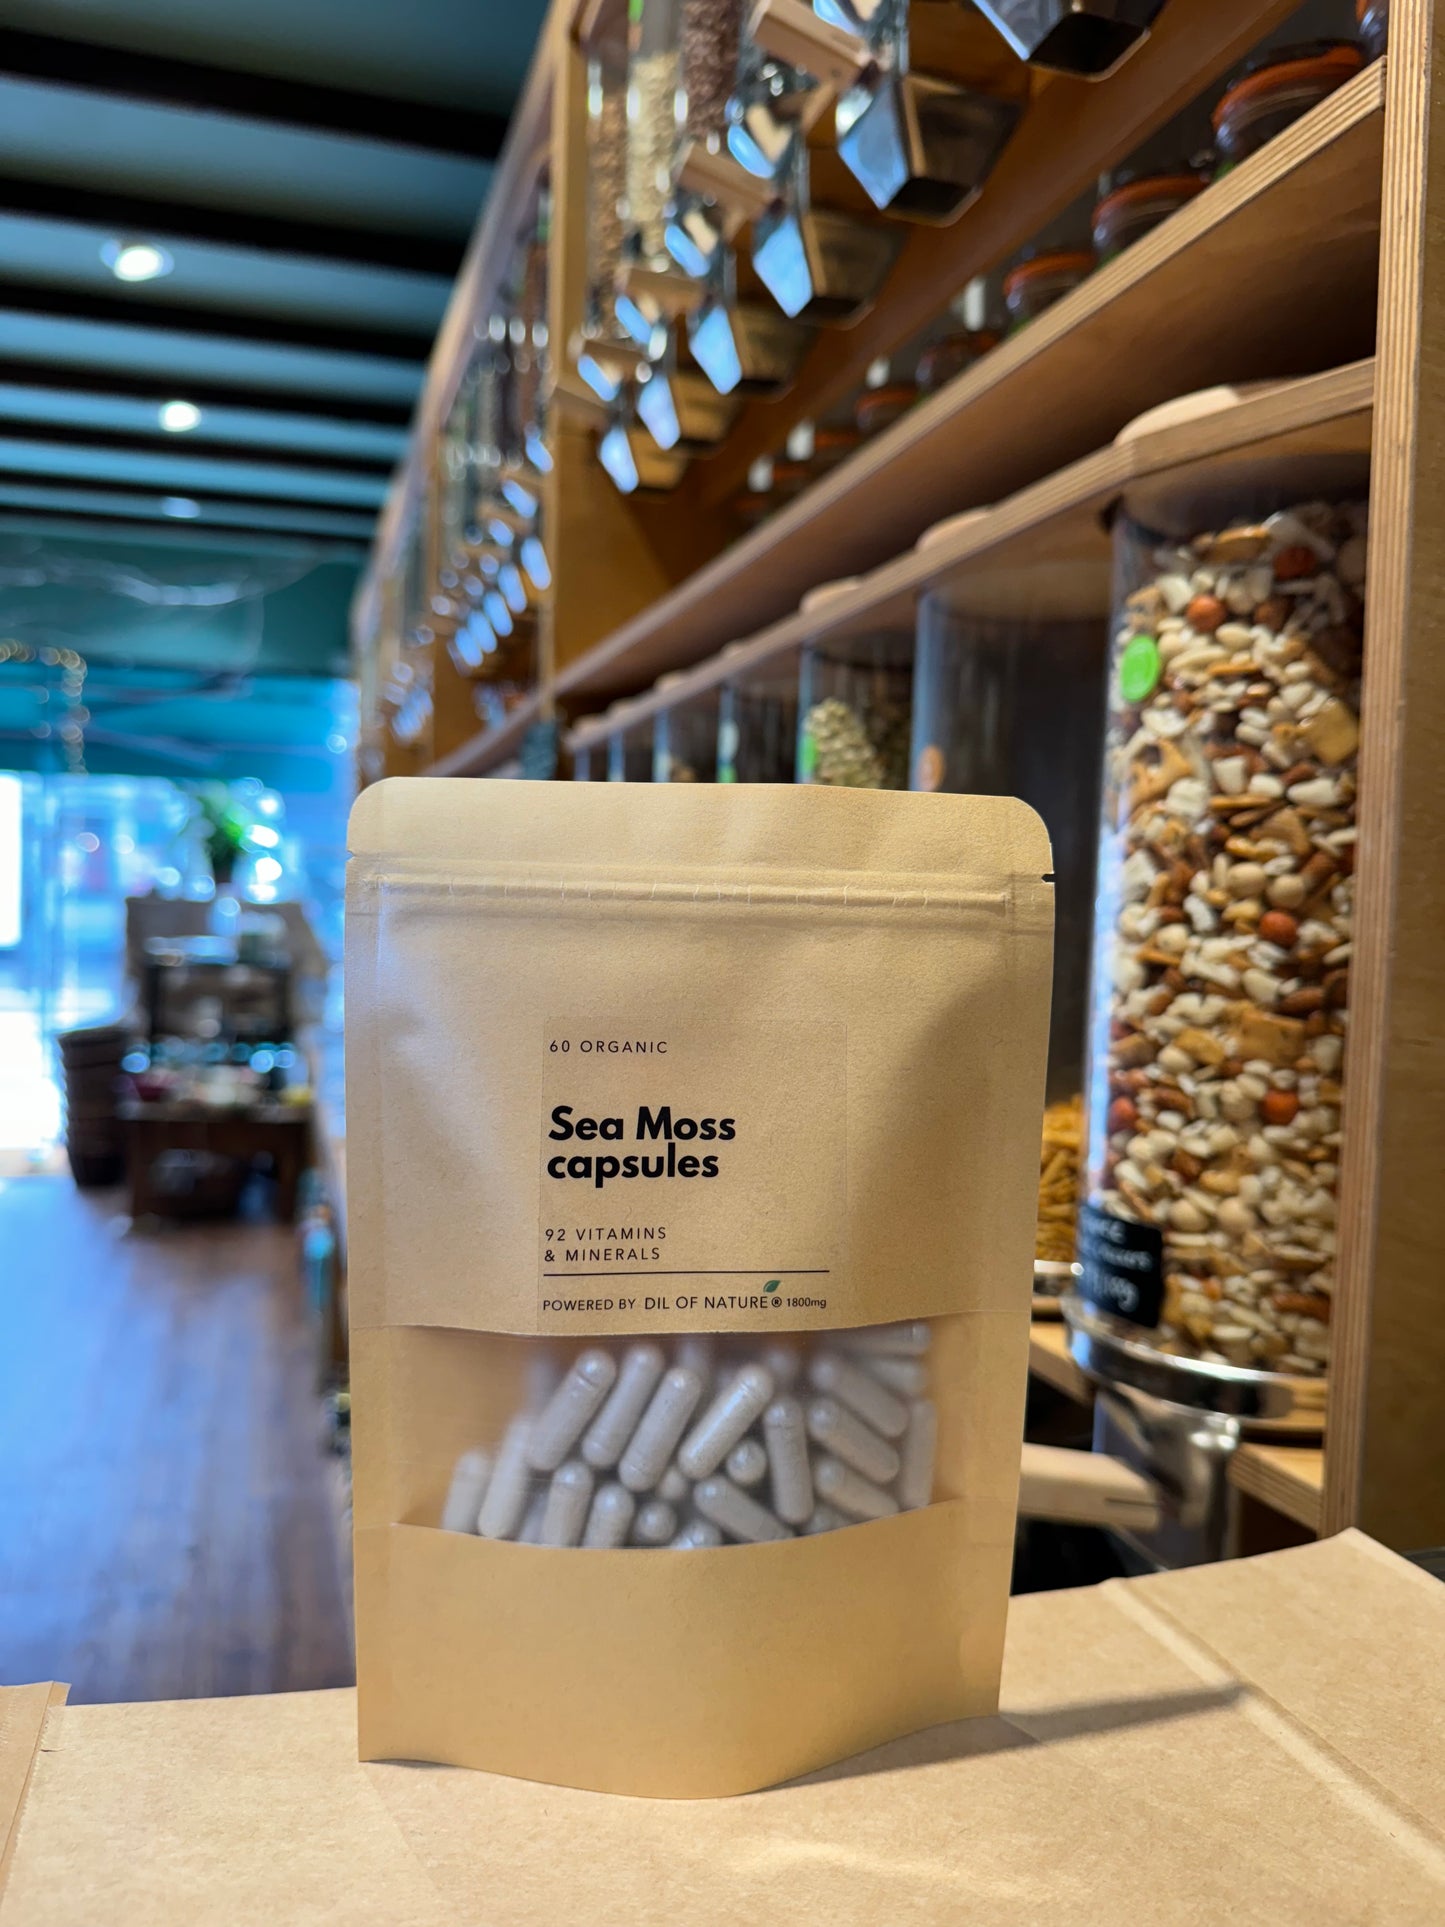 60 ORGANIC
Sea Moss
capsules
92 VITAMINS
& MINERALS
POWERED BY DIL OF NATURE® 1800mg